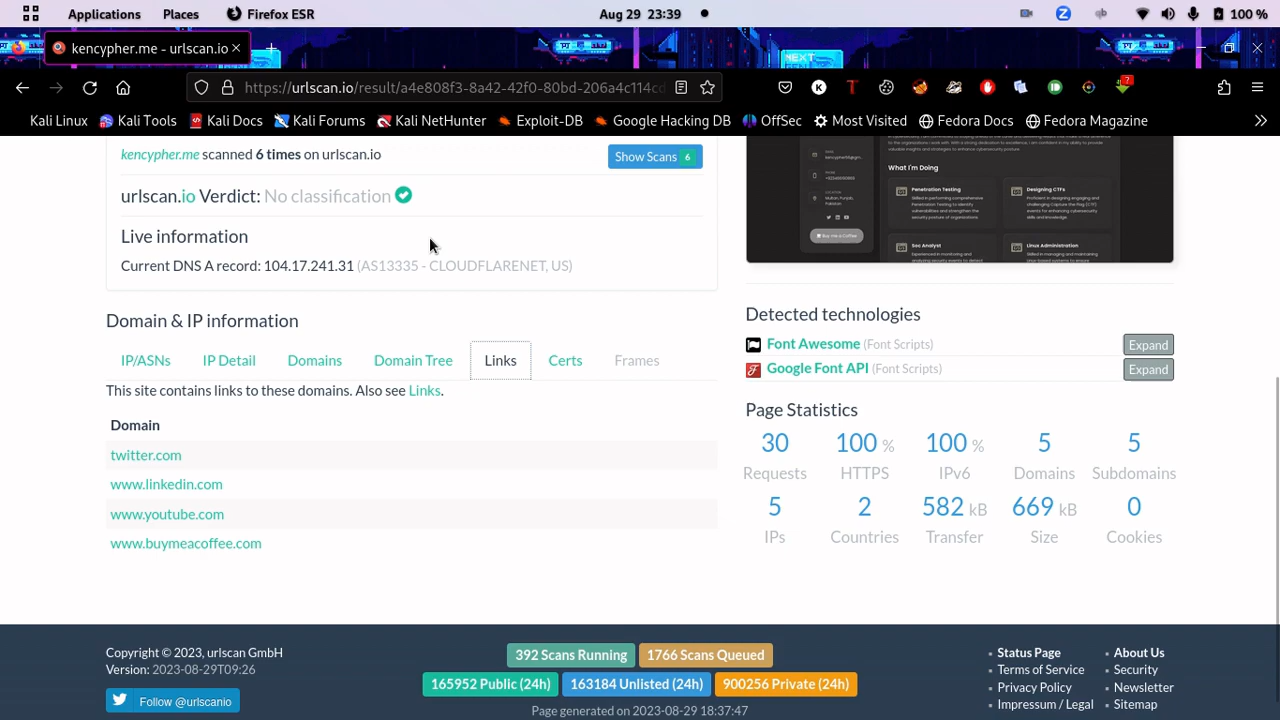 Applications Places Firefox ESR Aug 29 23:39 100 %
kencypher.me - urlscan.io
NEXT
https://urlscan.io/result/a4e608f3-8a42-42f0-80bd-206a4c114cd
Kali Linux Kali Tools Kali Docs Kali Forums Kali NetHunter Exploit-DB Google Hacking DB OffSec Most Visited Fedora Docs Fedora Magazine
kencypher.me scanned 6 times on urlscan.io Show Scans 6
urlscan.io Verdict: No classification
Live information
Current DNS A record: 104.17.241.31 (AS13335 - CLOUDFLARENET, US)
What I'm Doing
Penetration Testing
Designing CTFs
Soc Analyst
Linux Administration
Buy me a Coffee
Domain & IP information
IP/ASNs IP Detail Domains Domain Tree Links Certs Frames
This site contains links to these domains. Also see Links.
Domain
twitter.com
www.linkedin.com
www.youtube.com
www.buymeacoffee.com
Detected technologies
Font Awesome (Font Scripts) Expand
Google Font API (Font Scripts) Expand
Page Statistics
30 100 % 100 % 5 5
Requests HTTPS IPv6 Domains Subdomains
5 2 582 kB 669 kB 0
IPs Countries Transfer Size Cookies
Copyright © 2023, urlscan GmbH
Version: 2023-08-29T09:26
Follow @urlscanio
392 Scans Running 1766 Scans Queued
165952 Public (24h) 163184 Unlisted (24h) 900256 Private (24h)
Page generated on 2023-08-29 18:37:47
Status Page
Terms of Service
Privacy Policy
Impressum / Legal
About Us
Security
Newsletter
Sitemap